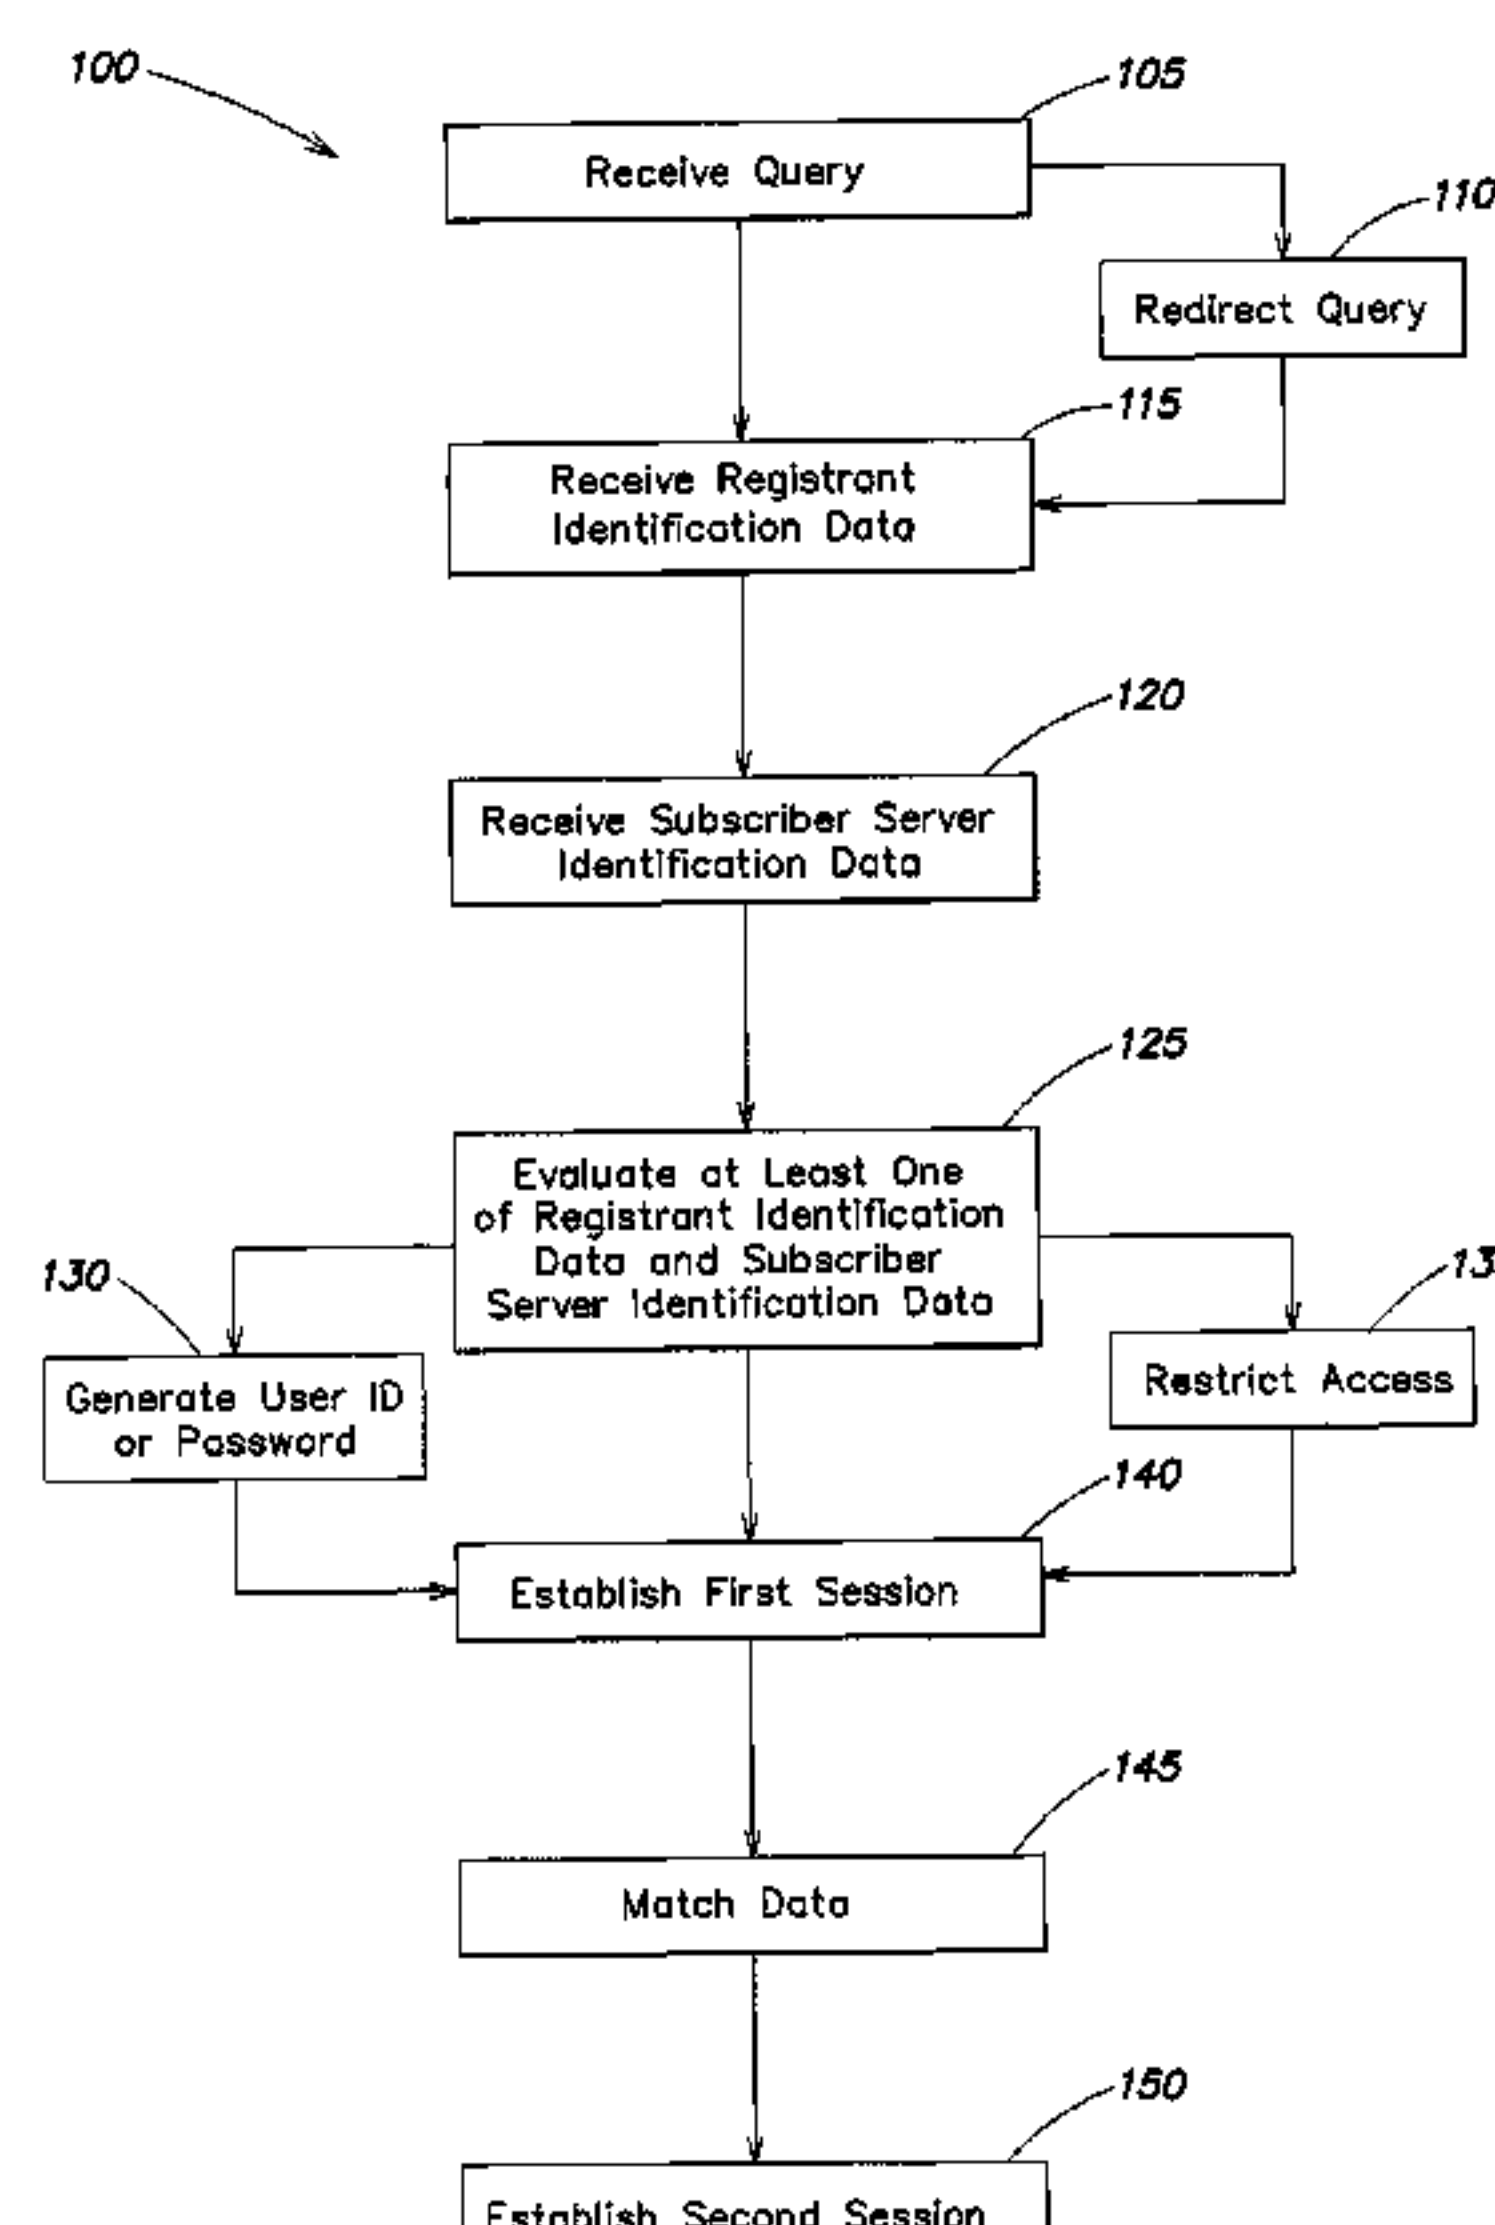 100
105
Receive Query
110
Redirect Query
115
Receive Registrant
Identification Data
120
Receive Subscriber Server
Identification Data
125
Evaluate at Least One
of Registrant Identification
Data and Subscriber
Server Identification Data
130
Generate User ID
or Password
13
Restrict Access
140
Establish First Session
145
Match Data
150
Establish Second Session